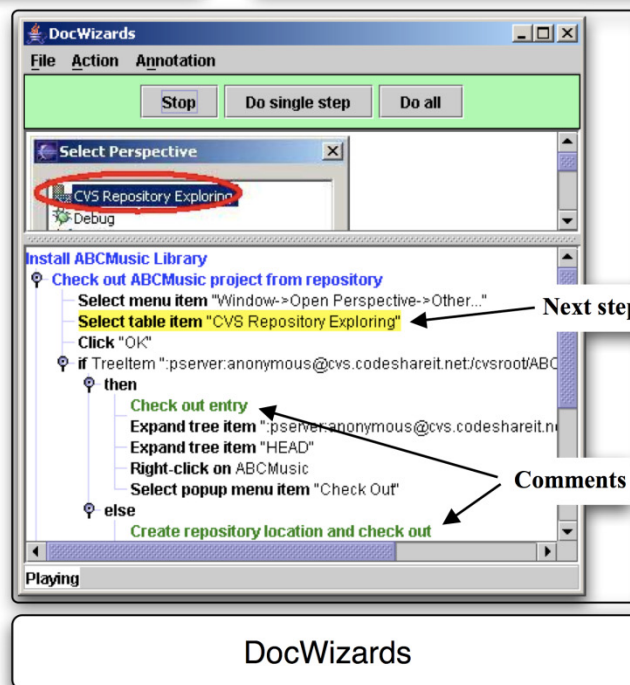 DocWizards
File Action Annotation
Stop Do single step Do all
Select Perspective
CVS Repository Exploring
Debug
Install ABCMusic Library
Check out ABCMusic project from repository
Select menu item "Window->Open Perspective->Other..."
Select table item "CVS Repository Exploring"
Next step
Click "OK"
if TreeItem ":pserver:anonymous@cvs.codeshareit.net:/cvsroot/ABC
then
Check out entry
Expand tree item ":pserver:anonymous@cvs.codeshareit.n
Expand tree item "HEAD"
Right-click on ABCMusic
Comments
Select popup menu item "Check Out"
else
Create repository location and check out
Playing
DocWizards